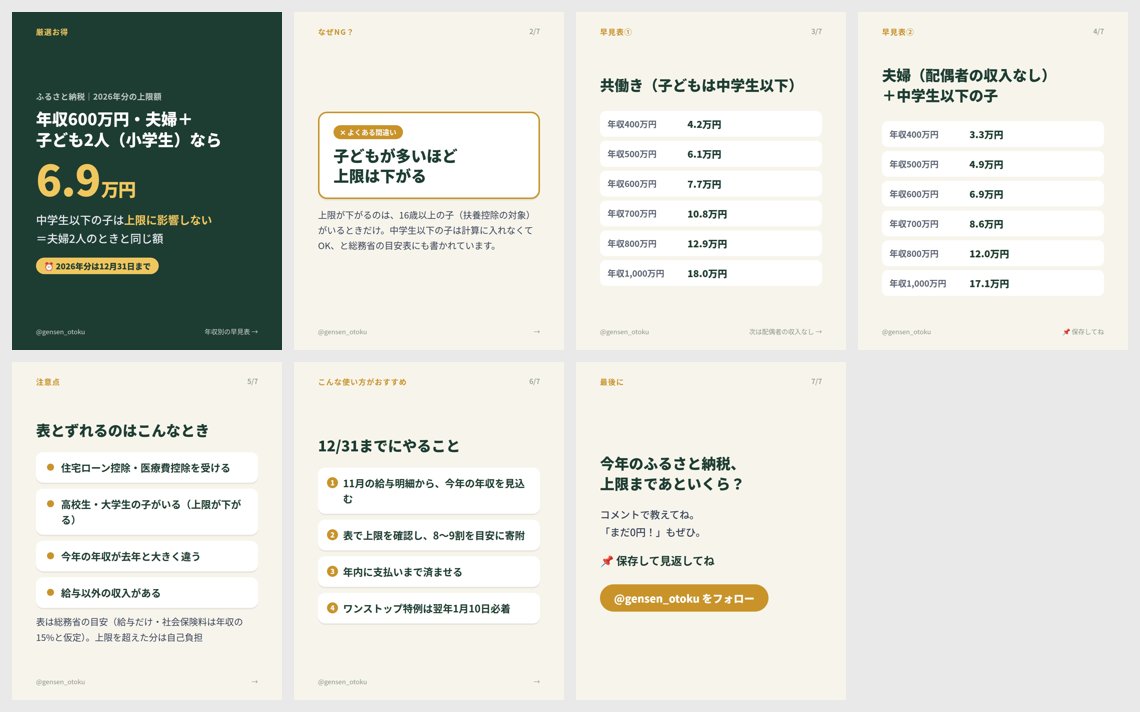 厳選お得
ふるさと納税｜2026年分の上限額
年収600万円・夫婦＋
子ども2人（小学生）なら
6.9万円
中学生以下の子は上限に影響しない
＝夫婦2人のときと同じ額
⏰ 2026年分は12月31日まで
@gensen_otoku
年収別の早見表 →
なぜNG？
2/7
× よくある間違い
子どもが多いほど
上限は下がる
上限が下がるのは、16歳以上の子（扶養控除の対象）
がいるときだけ。中学生以下の子は計算に入れなくて
OK、と総務省の目安表にも書かれています。
@gensen_otoku
→
早見表①
3/7
共働き（子どもは中学生以下）
年収400万円 4.2万円
年収500万円 6.1万円
年収600万円 7.7万円
年収700万円 10.8万円
年収800万円 12.9万円
年収1,000万円 18.0万円
@gensen_otoku
次は配偶者の収入なし →
早見表②
4/7
夫婦（配偶者の収入なし）
＋中学生以下の子
年収400万円 3.3万円
年収500万円 4.9万円
年収600万円 6.9万円
年収700万円 8.6万円
年収800万円 12.0万円
年収1,000万円 17.1万円
@gensen_otoku
📌 保存してね
注意点
5/7
表とずれるのはこんなとき
住宅ローン控除・医療費控除を受ける
高校生・大学生の子がいる（上限が下が
る）
今年の年収が去年と大きく違う
給与以外の収入がある
表は総務省の目安（給与だけ・社会保険料は年収の
15%と仮定）。上限を超えた分は自己負担
@gensen_otoku
→
こんな使い方がおすすめ
6/7
12/31までにやること
1 11月の給与明細から、今年の年収を見込
む
2 表で上限を確認し、8〜9割を目安に寄附
3 年内に支払いまで済ませる
4 ワンストップ特例は翌年1月10日必着
@gensen_otoku
→
最後に
7/7
今年のふるさと納税、
上限まであといくら？
コメントで教えてね。
「まだ0円！」もぜひ。
📌 保存して見返してね
@gensen_otoku をフォロー